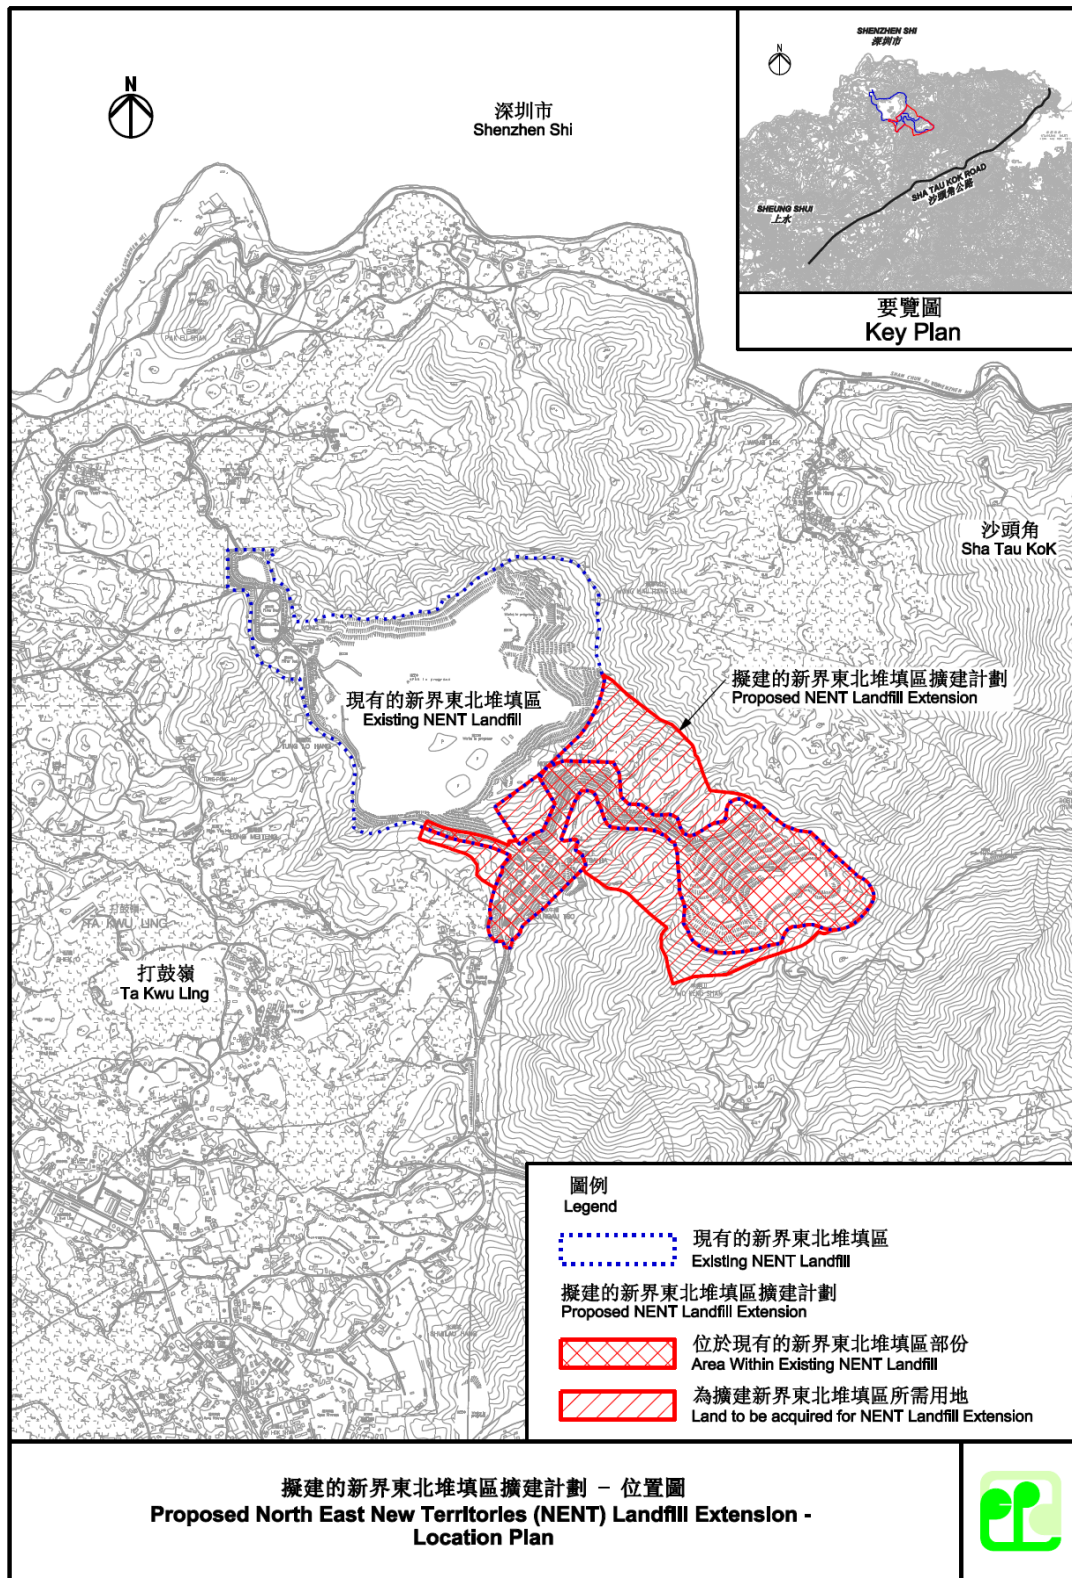 N
深圳市
Shenzhen Shi
SHENZHEN SHI
深圳市
N
SHA TAU KOK ROAD
沙頭角公路
SHEUNG SHUI
上水
要覽圖
Key Plan
沙頭角
Sha Tau KoK
擬建的新界東北堆填區擴建計劃
Proposed NENT Landfill Extension
現有的新界東北堆填區
Existing NENT Landfill
打鼓嶺
TA KWU LING
打鼓嶺
Ta Kwu Ling
圖例
Legend
現有的新界東北堆填區
Existing NENT Landfill
擬建的新界東北堆填區擴建計劃
Proposed NENT Landfill Extension
位於現有的新界東北堆填區部份
Area Within Existing NENT Landfill
為擴建新界東北堆填區所需用地
Land to be acquired for NENT Landfill Extension
擬建的新界東北堆填區擴建計劃 - 位置圖
Proposed North East New Territories (NENT) Landfill Extension -
Location Plan